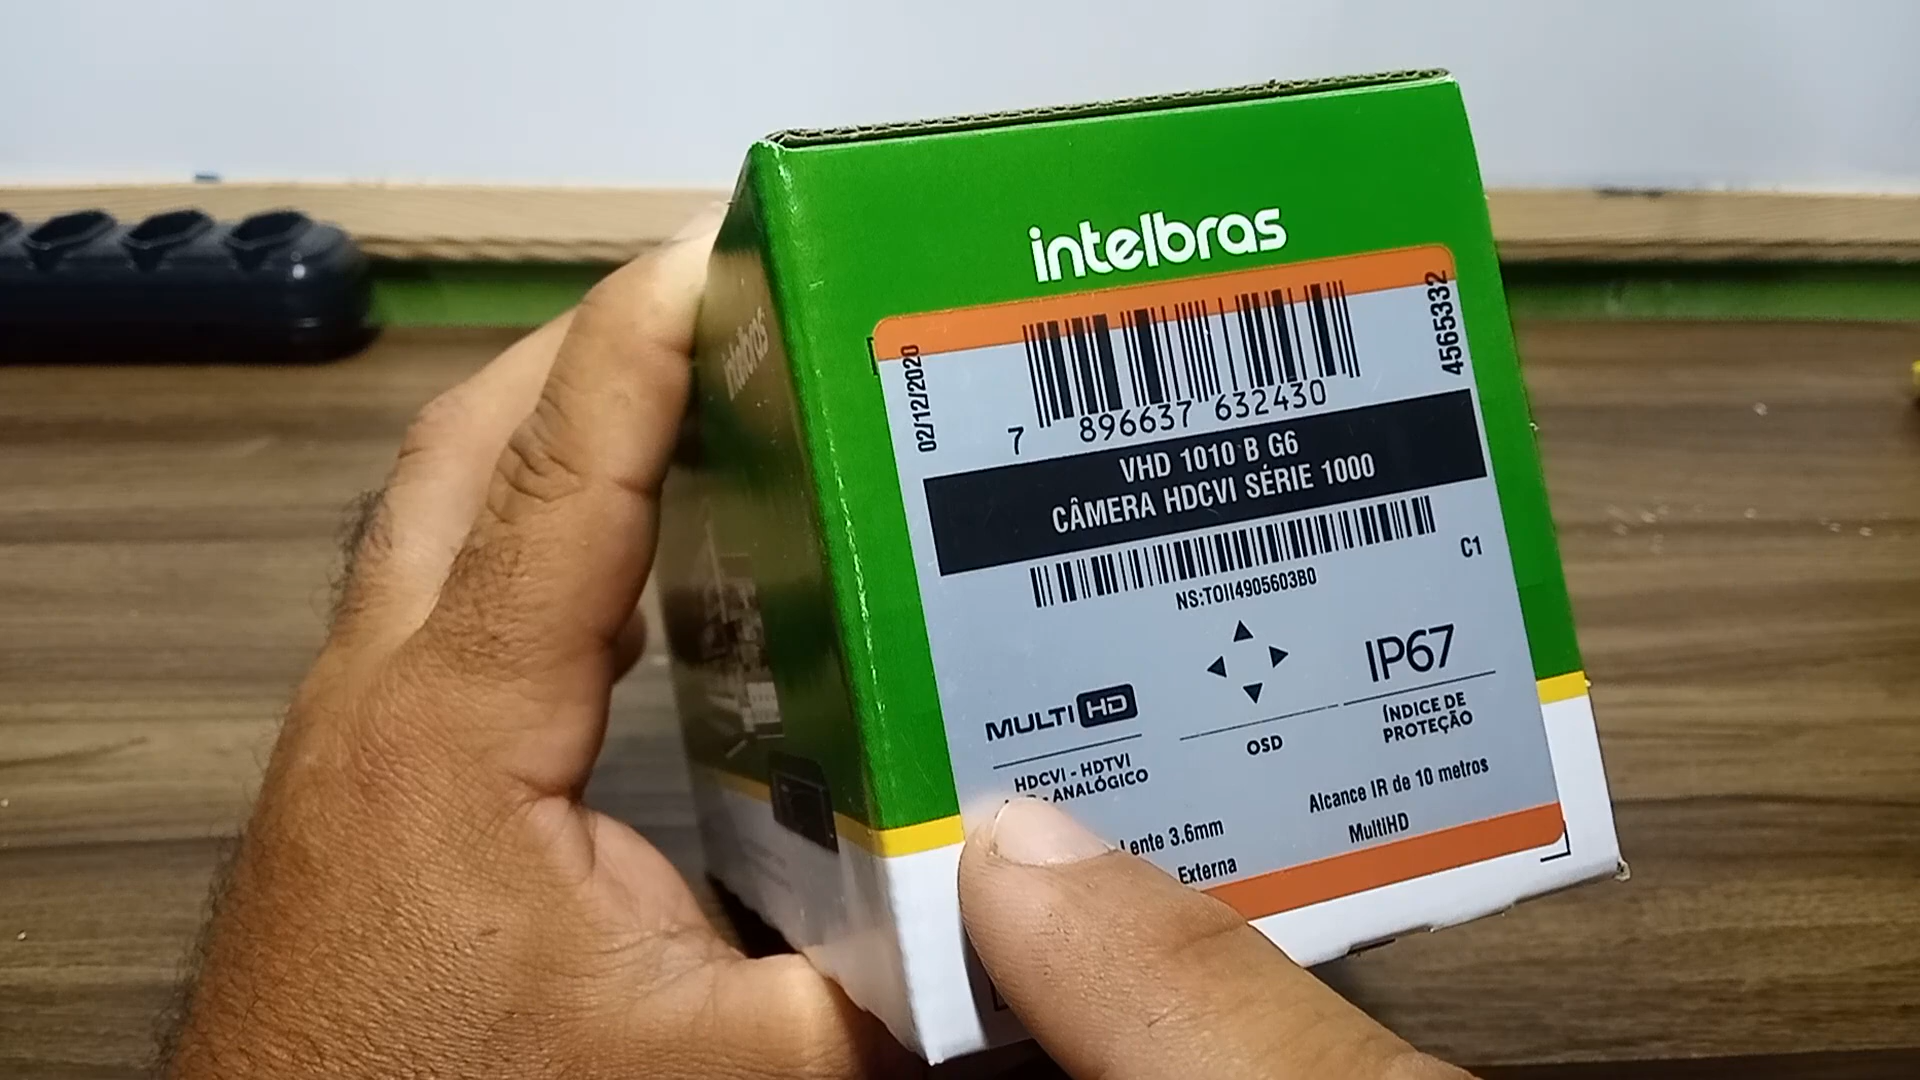 intelbras
intelbras
02/12/2020
4565332
7 896637 632430
VHD 1010 B G6
CÂMERA HDCVI SÉRIE 1000
C1
NS:TOII4905603B0
MULTI HD
HDCVI - HDTVI
- ANALÓGICO
OSD
IP67
ÍNDICE DE
PROTEÇÃO
Lente 3.6mm
Alcance IR de 10 metros
Externa
MultiHD